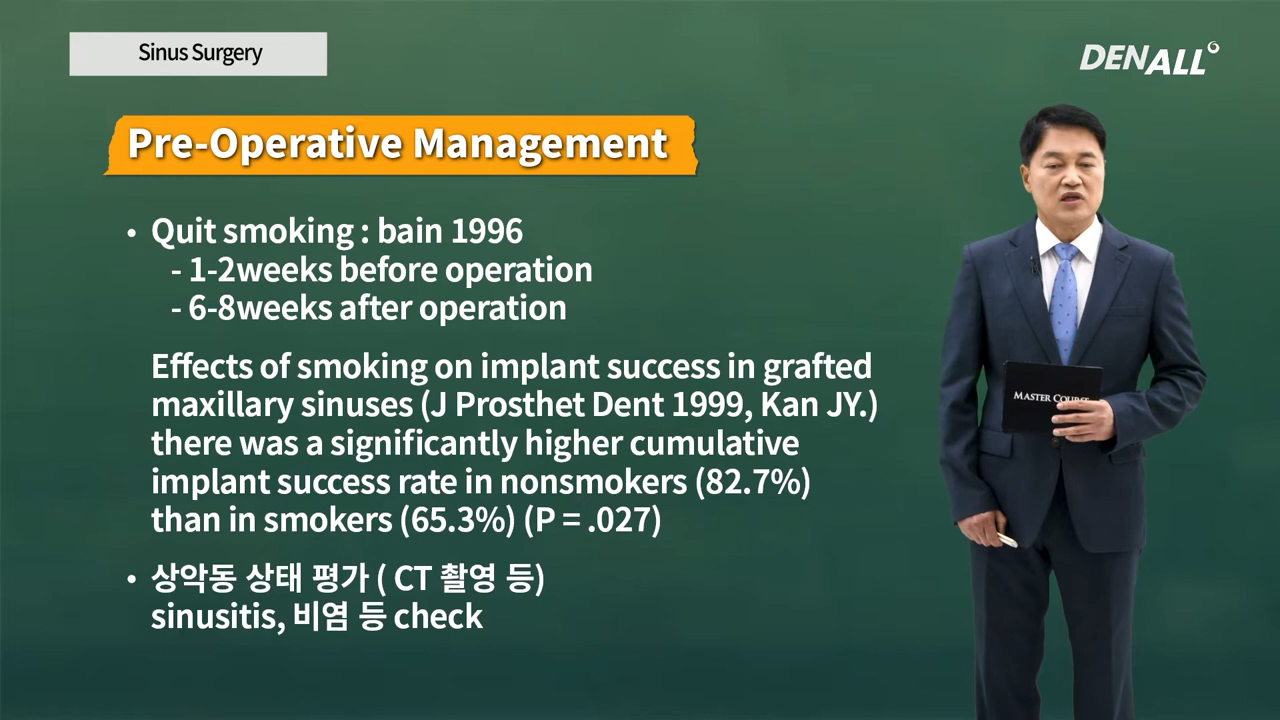 Sinus Surgery
DENALL
Pre-Operative Management
• Quit smoking : bain 1996
- 1-2weeks before operation
- 6-8weeks after operation
Effects of smoking on implant success in grafted
maxillary sinuses (J Prosthet Dent 1999, Kan JY.)
there was a significantly higher cumulative
implant success rate in nonsmokers (82.7%)
than in smokers (65.3%) (P = .027)
• 상악동 상태 평가 ( CT 촬영 등)
sinusitis, 비염 등 check
MASTER COURSE